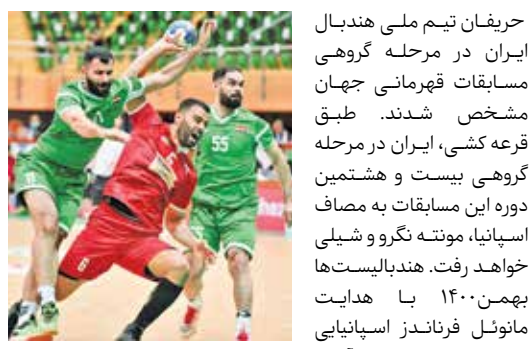 حریفان تیم ملی هندبال
ایران در مرحله گروهی
مسابقات قهرمانی جهان
مشخص شدند. طبق
قرعه کشی، ایران در مرحله
گروهی بیست و هشتمین
دوره این مسابقات به مصاف
اسپانیا، مونته نگرو و شیلی
خواهد رفت. هندبالیست‌ها
بهمن۱۴۰۰ با هدایت
مانوئل فرناندز اسپانیایی
55
6